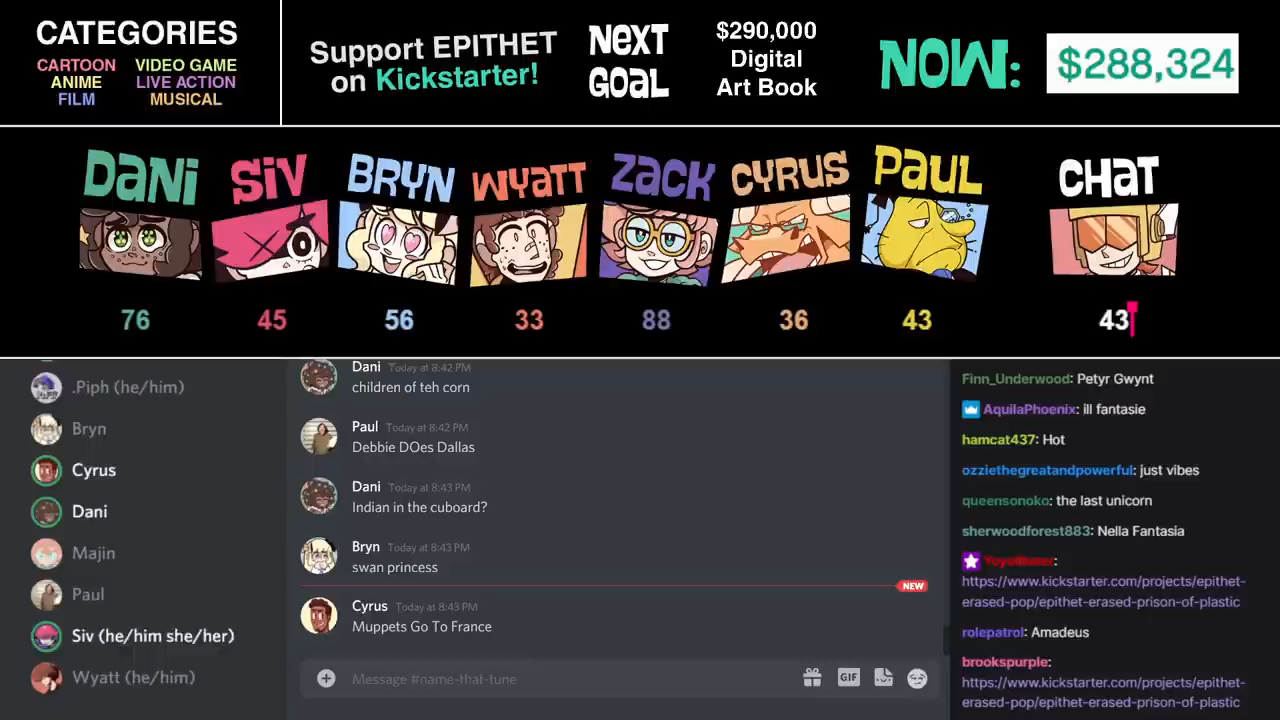 CATEGORIES
CARTOON VIDEO GAME
ANIME LIVE ACTION
FILM MUSICAL
Support EPITHET
on Kickstarter!
NEXT
GOAL
$290,000
Digital
Art Book
NOW:
$288,324
DANI SIV BRYN WYATT ZACK CYRUS PAUL CHAT
76 45 56 33 88 36 43 43
.Piph (he/him)
Bryn
Cyrus
Dani
Majin
Paul
Siv (he/him she/her)
Wyatt (he/him)
Dani Today at 8:42 PM
children of teh corn
Paul Today at 8:42 PM
Debbie DOes Dallas
Dani Today at 8:43 PM
Indian in the cuboard?
Bryn Today at 8:43 PM
swan princess
NEW
Cyrus Today at 8:43 PM
Muppets Go To France
Message #name-that-tune
GIF
Finn_Underwood: Petyr Gwynt
AquilaPhoenix: ill fantasie
hamcat437: Hot
ozziethegreatandpowerful: just vibes
queensonoko: the last unicorn
sherwoodforest883: Nella Fantasia
https://www.kickstarter.com/projects/epithet-
erased-pop/epithet-erased-prison-of-plastic
rolepatrol: Amadeus
brookspurple:
https://www.kickstarter.com/projects/epithet-
erased-pop/epithet-erased-prison-of-plastic